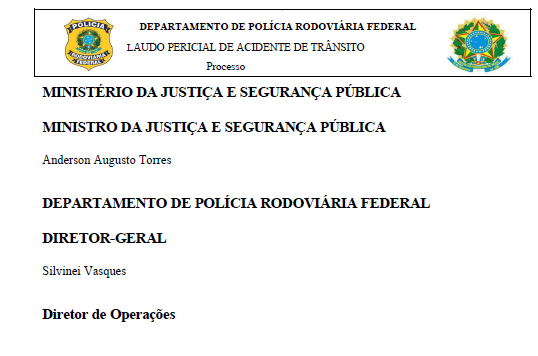 POLICIA
RODOVIÁRIA
FEDERAL
DEPARTAMENTO DE POLÍCIA RODOVIÁRIA FEDERAL
LAUDO PERICIAL DE ACIDENTE DE TRÂNSITO
Processo
MINISTÉRIO DA JUSTIÇA E SEGURANÇA PÚBLICA
MINISTRO DA JUSTIÇA E SEGURANÇA PÚBLICA
Anderson Augusto Torres
DEPARTAMENTO DE POLÍCIA RODOVIÁRIA FEDERAL
DIRETOR-GERAL
Silvinei Vasques
Diretor de Operações